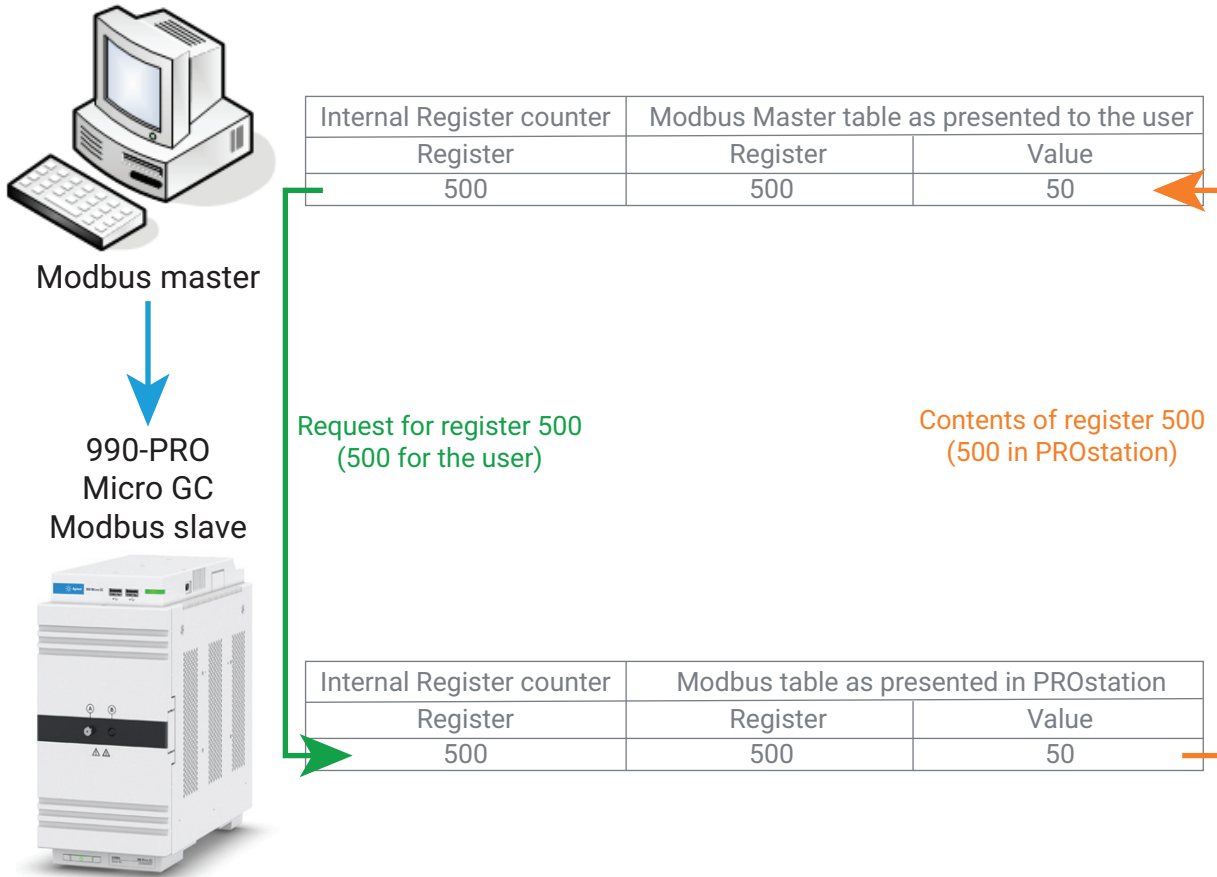 Internal Register counter Modbus Master table as presented to the user
Register Register Value
500 500 50
Modbus master
Request for register 500
(500 for the user)
Contents of register 500
(500 in PROstation)
990-PRO
Micro GC
Modbus slave
Internal Register counter Modbus table as presented in PROstation
Register Register Value
500 500 50
A B